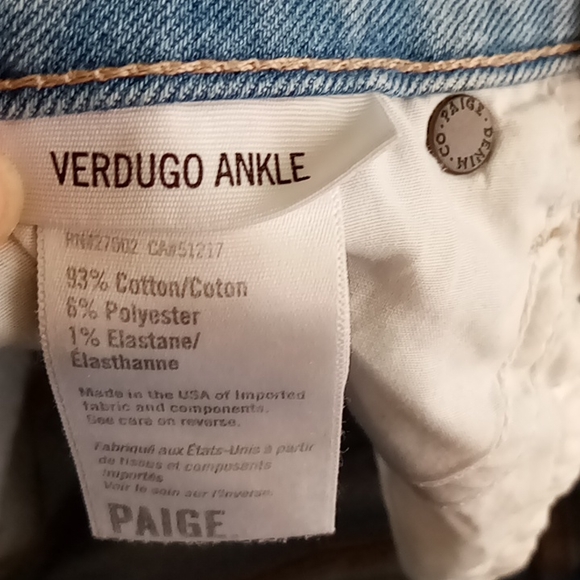 VERDUGO ANKLE
PAIGE DENIM CO
RN#27902 CA#51217
93% Cotton/Coton
6% Polyester
1% Elastane/
Élasthanne
Made in the USA of Imported
fabric and components.
See care on reverse.
Fabriqué aux États-Unis à partir
de tissus et composants
importés
Voir le soin sur l'inverse.
PAIGE